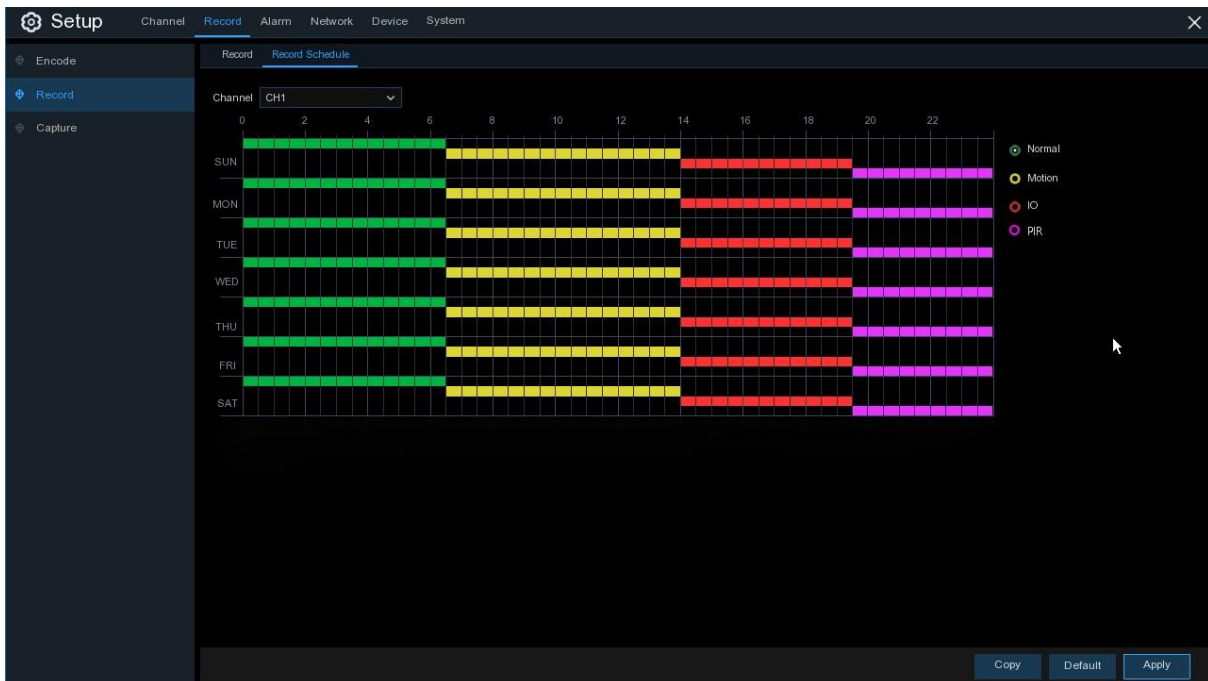 Setup Channel Record Alarm Network Device System
Encode
Record
Capture
Record Record Schedule
Channel CH1
0 2 4 6 8 10 12 14 16 18 20 22
SUN
MON
TUE
WED
THU
FRI
SAT
Normal
Motion
IO
PIR
Copy Default Apply